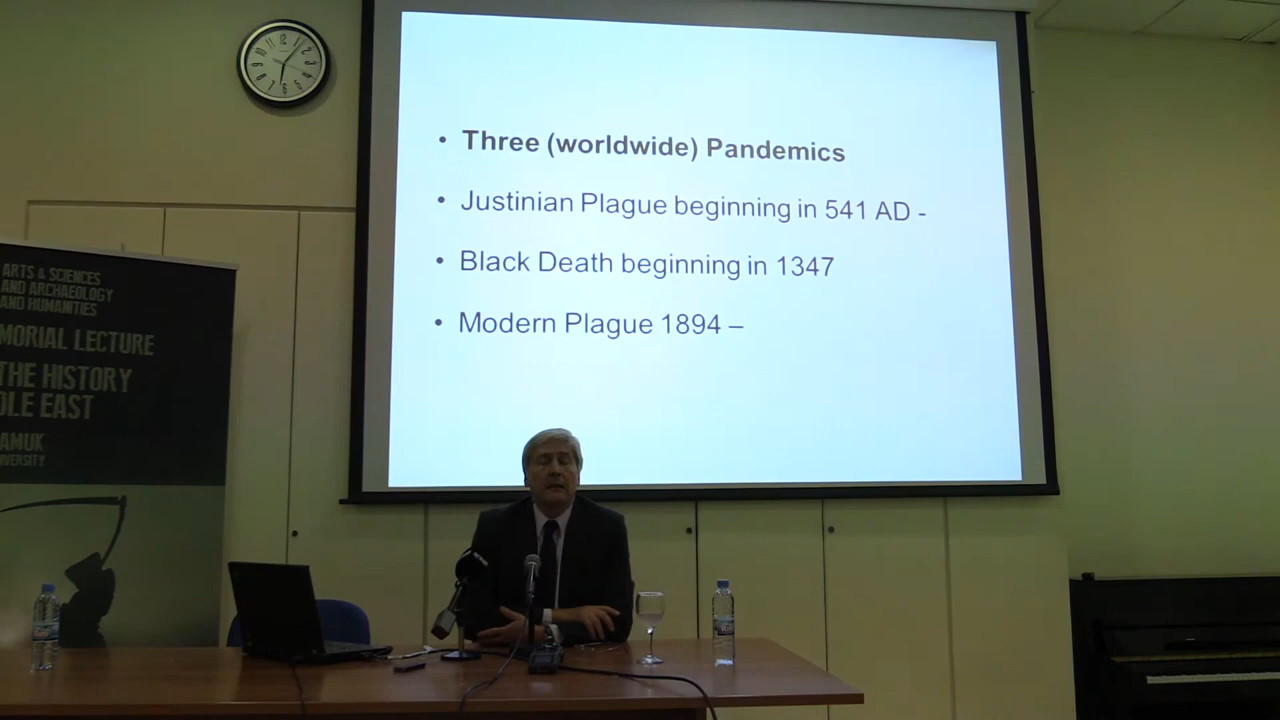 • Three (worldwide) Pandemics
• Justinian Plague beginning in 541 AD -
• Black Death beginning in 1347
• Modern Plague 1894 –
ARTS & SCIENCES
AND ARCHAEOLOGY
AND HUMANITIES
MORIAL LECTURE
THE HISTORY
DLE EAST
AMUK
VERSITY